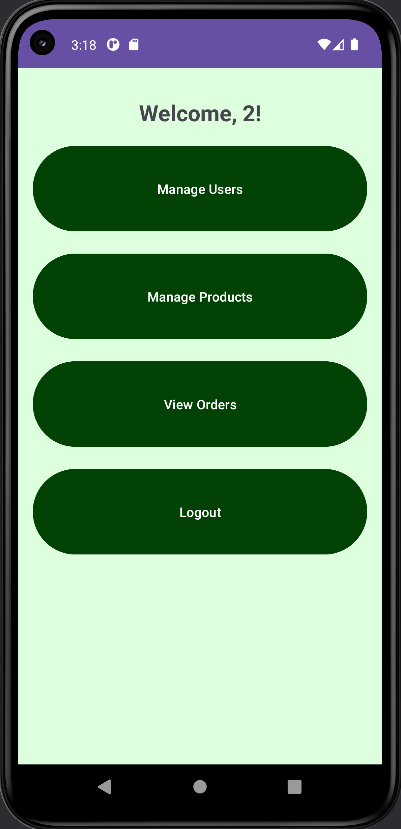 3:18
Welcome, 2!
Manage Users
Manage Products
View Orders
Logout